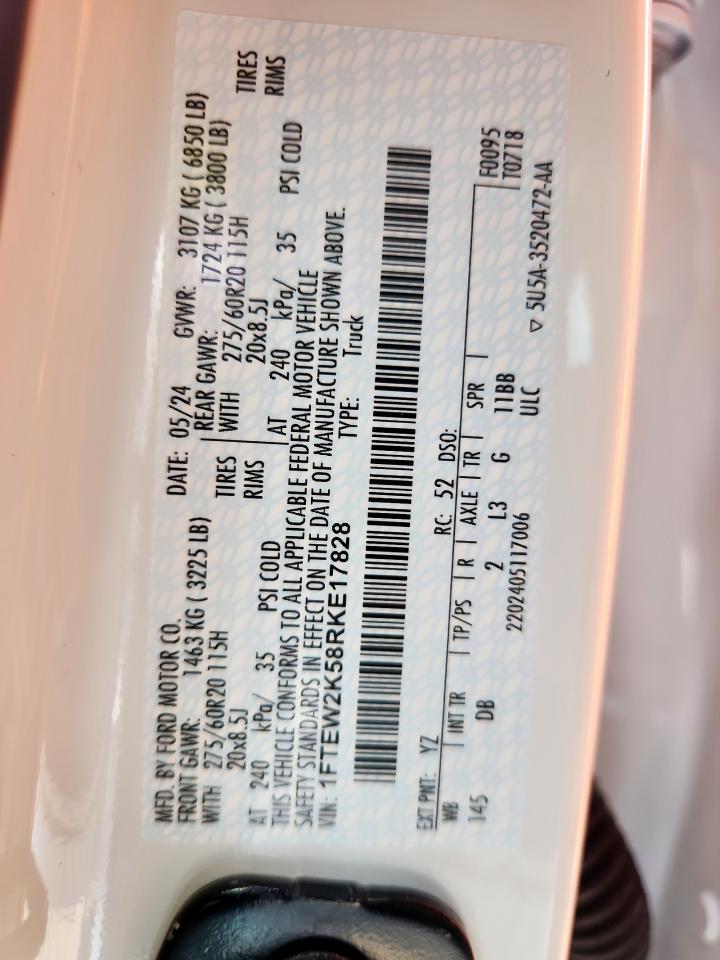 MFD. BY FORD MOTOR CO. DATE: 05/24 GVWR: 3107 KG ( 6850 LB)
FRONT GAWR: 1463 KG ( 3225 LB) REAR GAWR: 1724 KG ( 3800 LB)
WITH 275/60R20 115H TIRES WITH 275/60R20 115H TIRES
20x8.5J RIMS 20x8.5J RIMS
AT 240 kPa/ 35 PSI COLD AT 240 kPa/ 35 PSI COLD
THIS VEHICLE CONFORMS TO ALL APPLICABLE FEDERAL MOTOR VEHICLE
SAFETY STANDARDS IN EFFECT ON THE DATE OF MANUFACTURE SHOWN ABOVE.
VIN: 1FTEW2K58RKE17828 TYPE: Truck
EXT PNT: YZ RC: 52 DSO: F0095
T0718
WB INT TR TP/PS R AXLE TR SPR
145 DB 2 L3 G 11BB
2202405117006 ULC ▽ 5U5A-3520472-AA